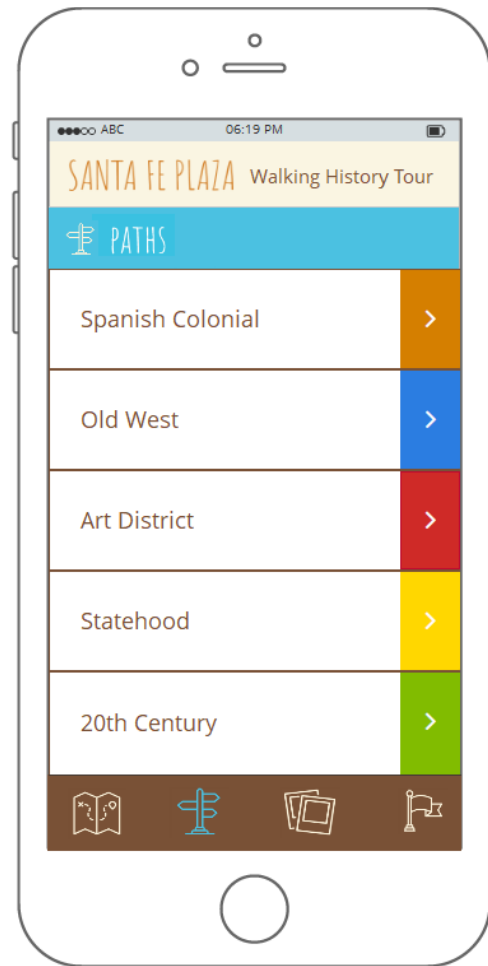 ABC 06:19 PM
SANTA FE PLAZA Walking History Tour
PATHS
Spanish Colonial
Old West
Art District
Statehood
20th Century